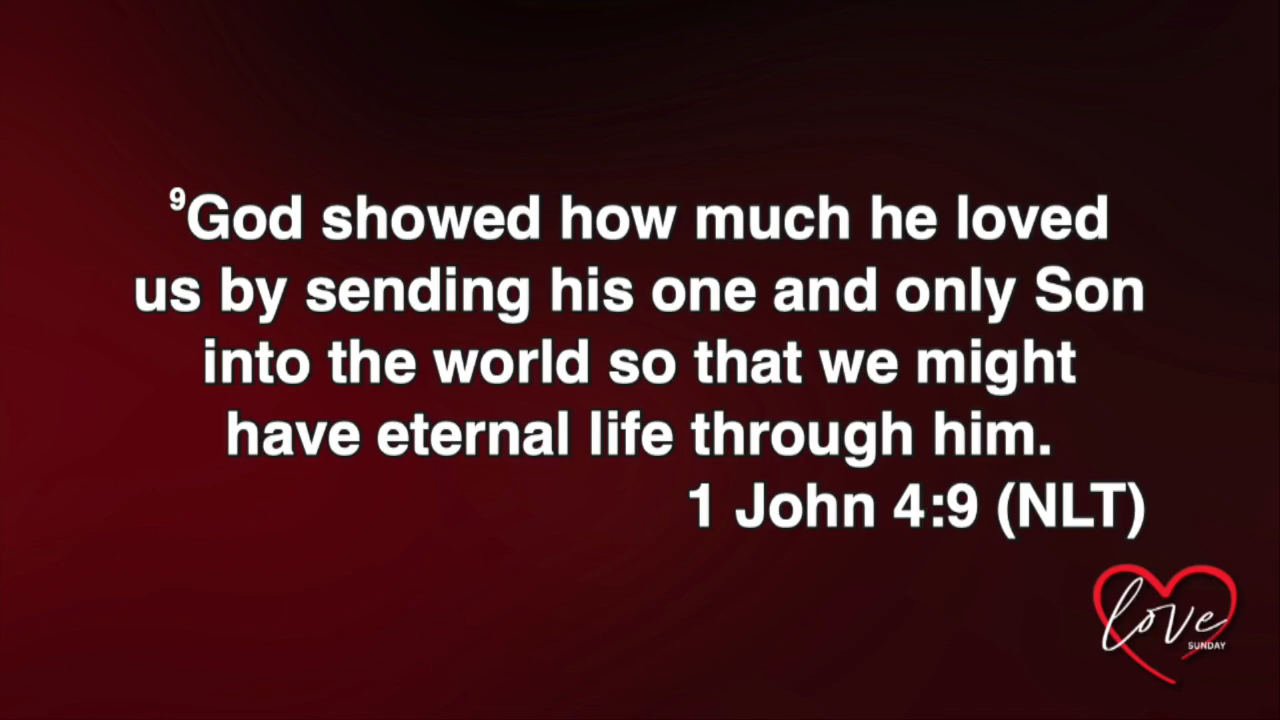 ⁹God showed how much he loved
us by sending his one and only Son
into the world so that we might
have eternal life through him.
1 John 4:9 (NLT)
love
SUNDAY